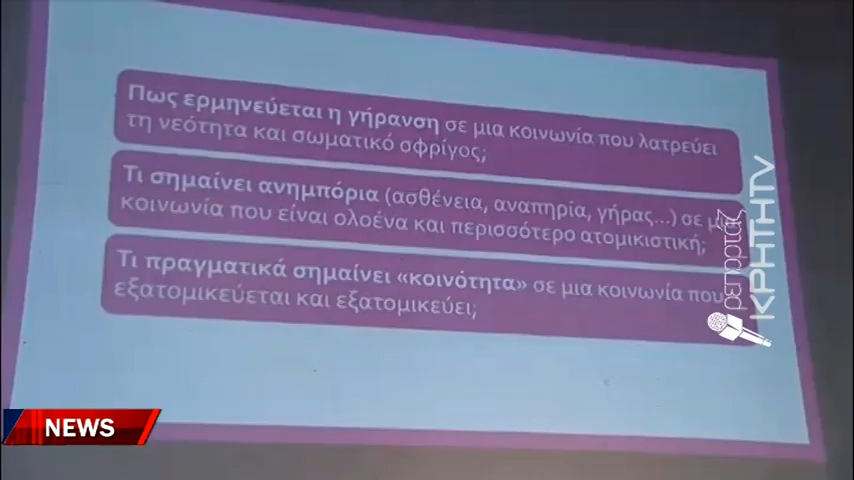 Πως ερμηνεύεται η γήρανση σε μια κοινωνία που λατρεύει
τη νεότητα και σωματικό σφρίγος;
Τι σημαίνει ανημπόρια (ασθένεια, αναπηρία, γήρας...) σε μια
κοινωνία που είναι ολοένα και περισσότερο ατομικιστική;
Τι πραγματικά σημαίνει «κοινότητα» σε μια κοινωνία που
εξατομικεύεται και εξατομικεύει;
ρεπορτάζ
ΚΡΗΤΗTV
NEWS